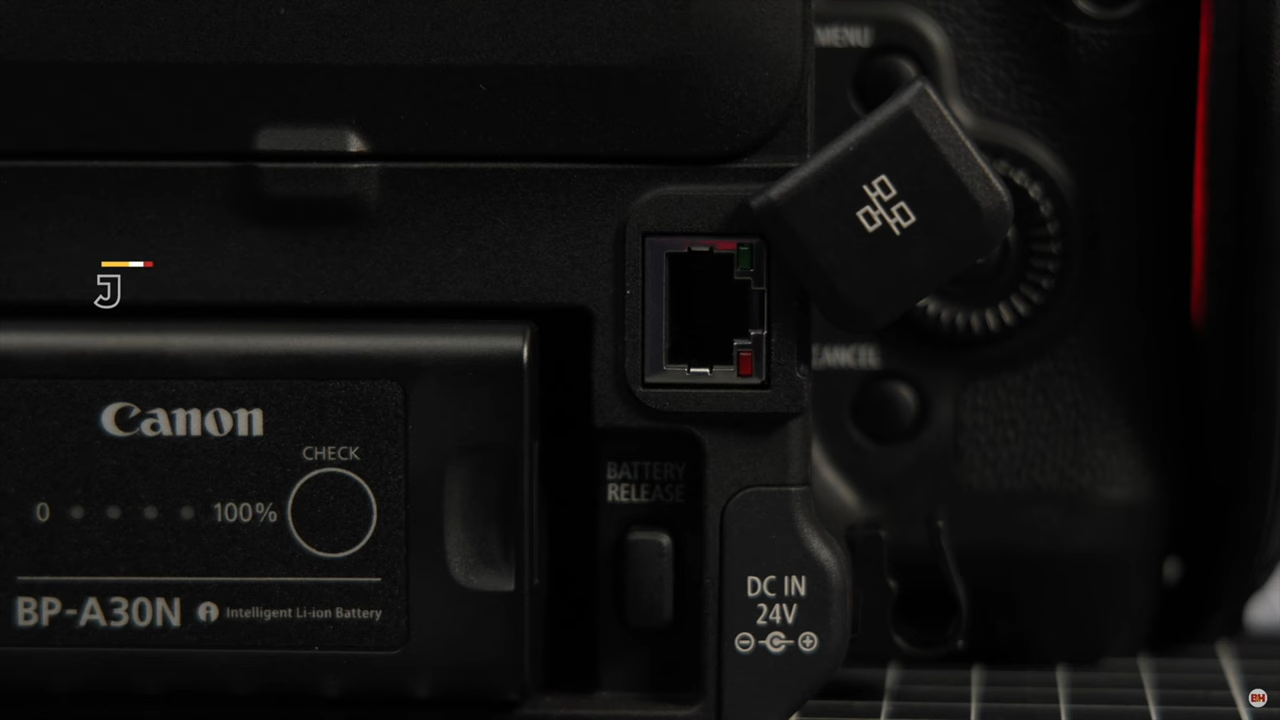 MENU
J
CANCEL
Canon
CHECK
0 100%
BATTERY
RELEASE
DC IN
24V
BP-A30N Intelligent Li-ion Battery
B&H